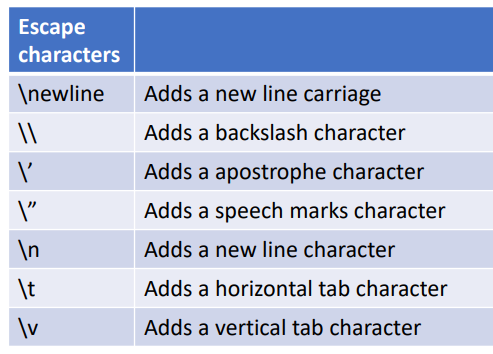 Escape
characters
\newline Adds a new line carriage
\\ Adds a backslash character
\’ Adds a apostrophe character
\” Adds a speech marks character
\n Adds a new line character
\t Adds a horizontal tab character
\v Adds a vertical tab character